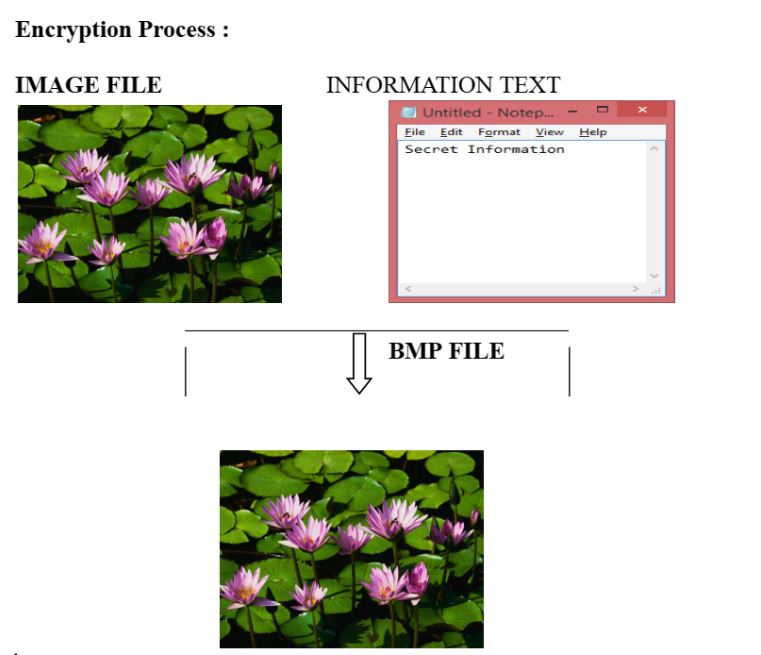 Encryption Process :
IMAGE FILE
INFORMATION TEXT
Untitled - Notep...
File Edit Format View Help
Secret Information
BMP FILE